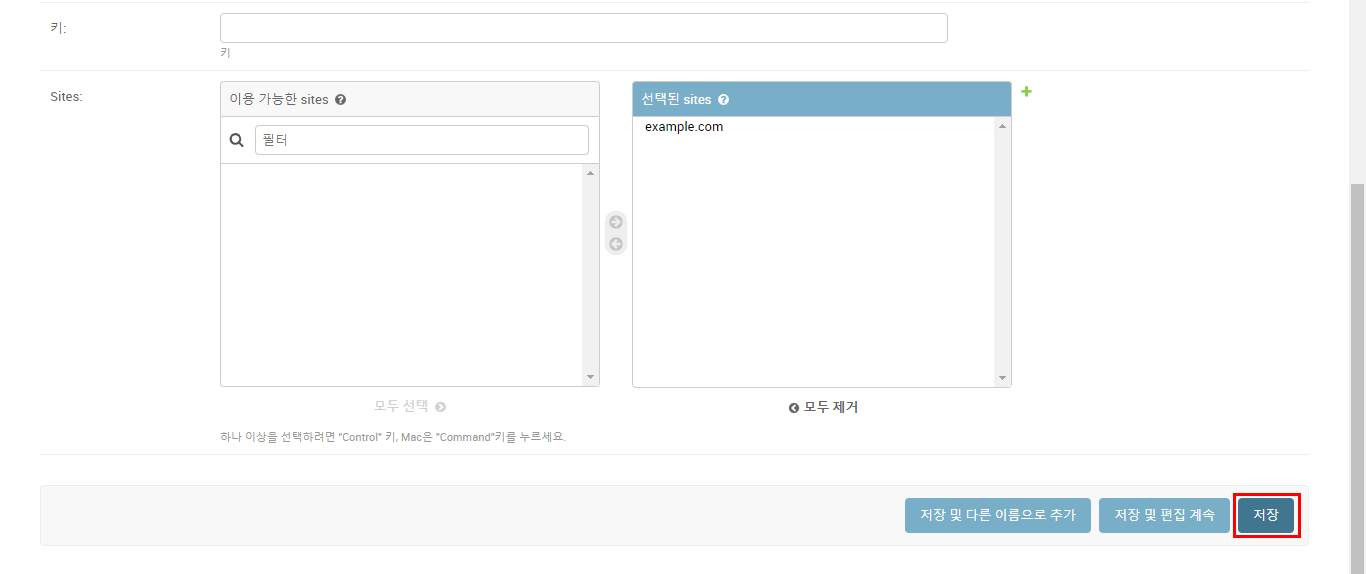 키:
키
Sites:
이용 가능한 sites
선택된 sites
필터
example.com
모두 선택
모두 제거
하나 이상을 선택하려면 "Control" 키, Mac은 "Command"키를 누르세요.
저장 및 다른 이름으로 추가
저장 및 편집 계속
저장